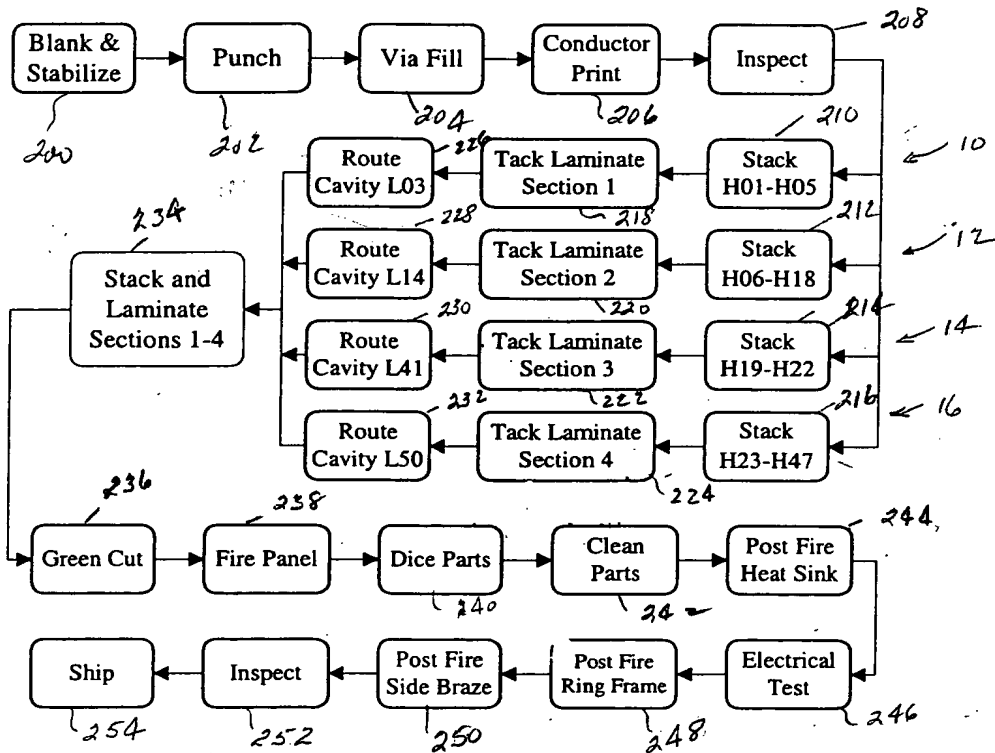 208
Blank &
Stabilize
Punch
Via Fill
Conductor
Print
Inspect
200
202
204
206
210
10
226
Route
Cavity L03
Tack Laminate
Section 1
Stack
H01-H05
218
234
228
212
12
Stack and
Laminate
Sections 1-4
Route
Cavity L14
Tack Laminate
Section 2
Stack
H06-H18
230
220
214
14
Route
Cavity L41
Tack Laminate
Section 3
Stack
H19-H22
232
222
216
16
Route
Cavity L50
Tack Laminate
Section 4
Stack
H23-H47
224
236
238
244
Green Cut
Fire Panel
Dice Parts
Clean
Parts
Post Fire
Heat Sink
240
242
Ship
Inspect
Post Fire
Side Braze
Post Fire
Ring Frame
Electrical
Test
254
252
250
248
246